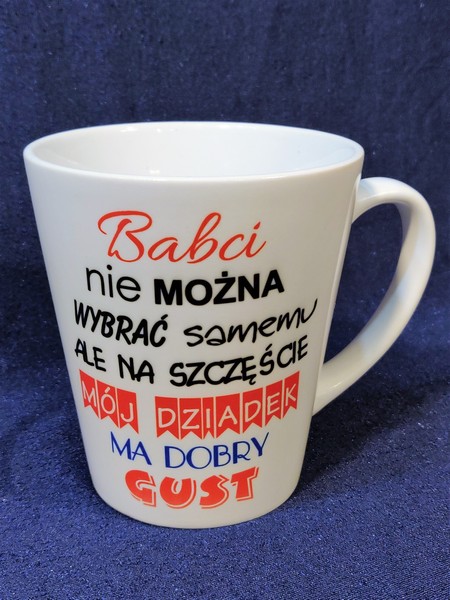 Babci
nie MOŻNA
WYBRAĆ samemu
ALE NA SZCZĘŚCIE
MÓJ DZIADEK
MA DOBRY
GUST